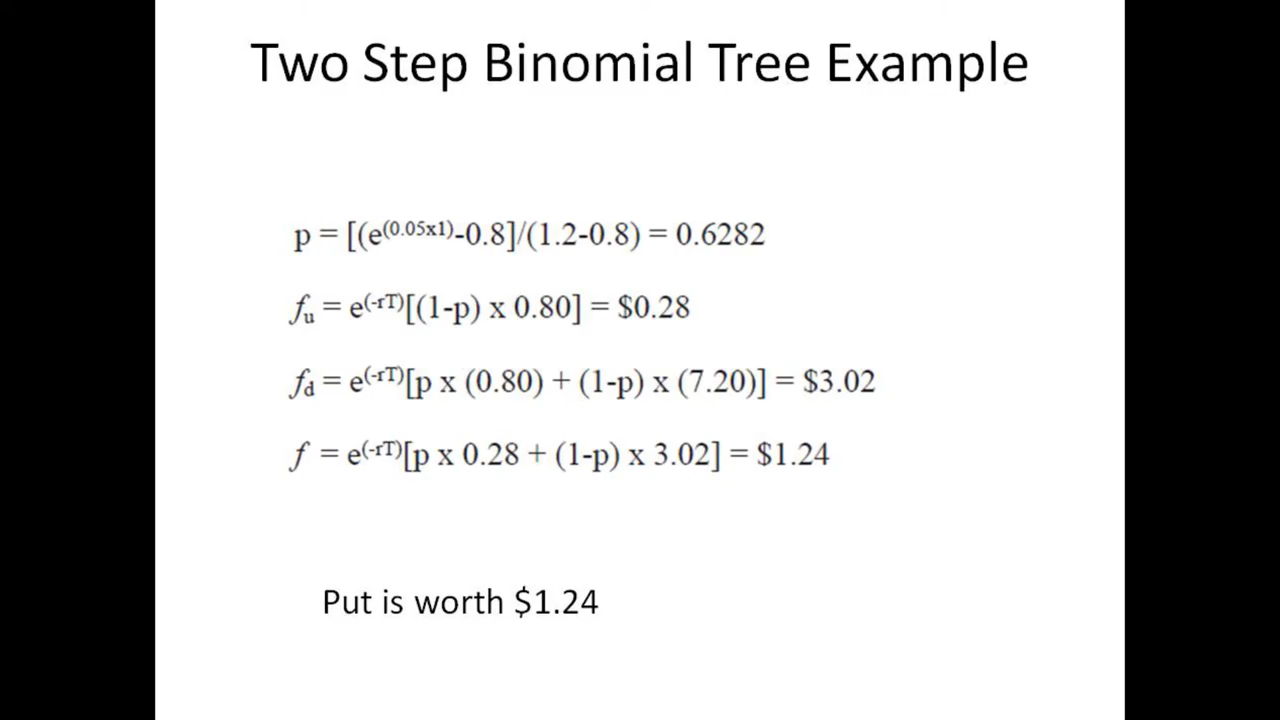 Two Step Binomial Tree Example
p = [(e^(0.05x1)-0.8]/(1.2-0.8) = 0.6282
f_u = e^(-rT)[(1-p) x 0.80] = $0.28
f_d = e^(-rT)[p x (0.80) + (1-p) x (7.20)] = $3.02
f = e^(-rT)[p x 0.28 + (1-p) x 3.02] = $1.24
Put is worth $1.24